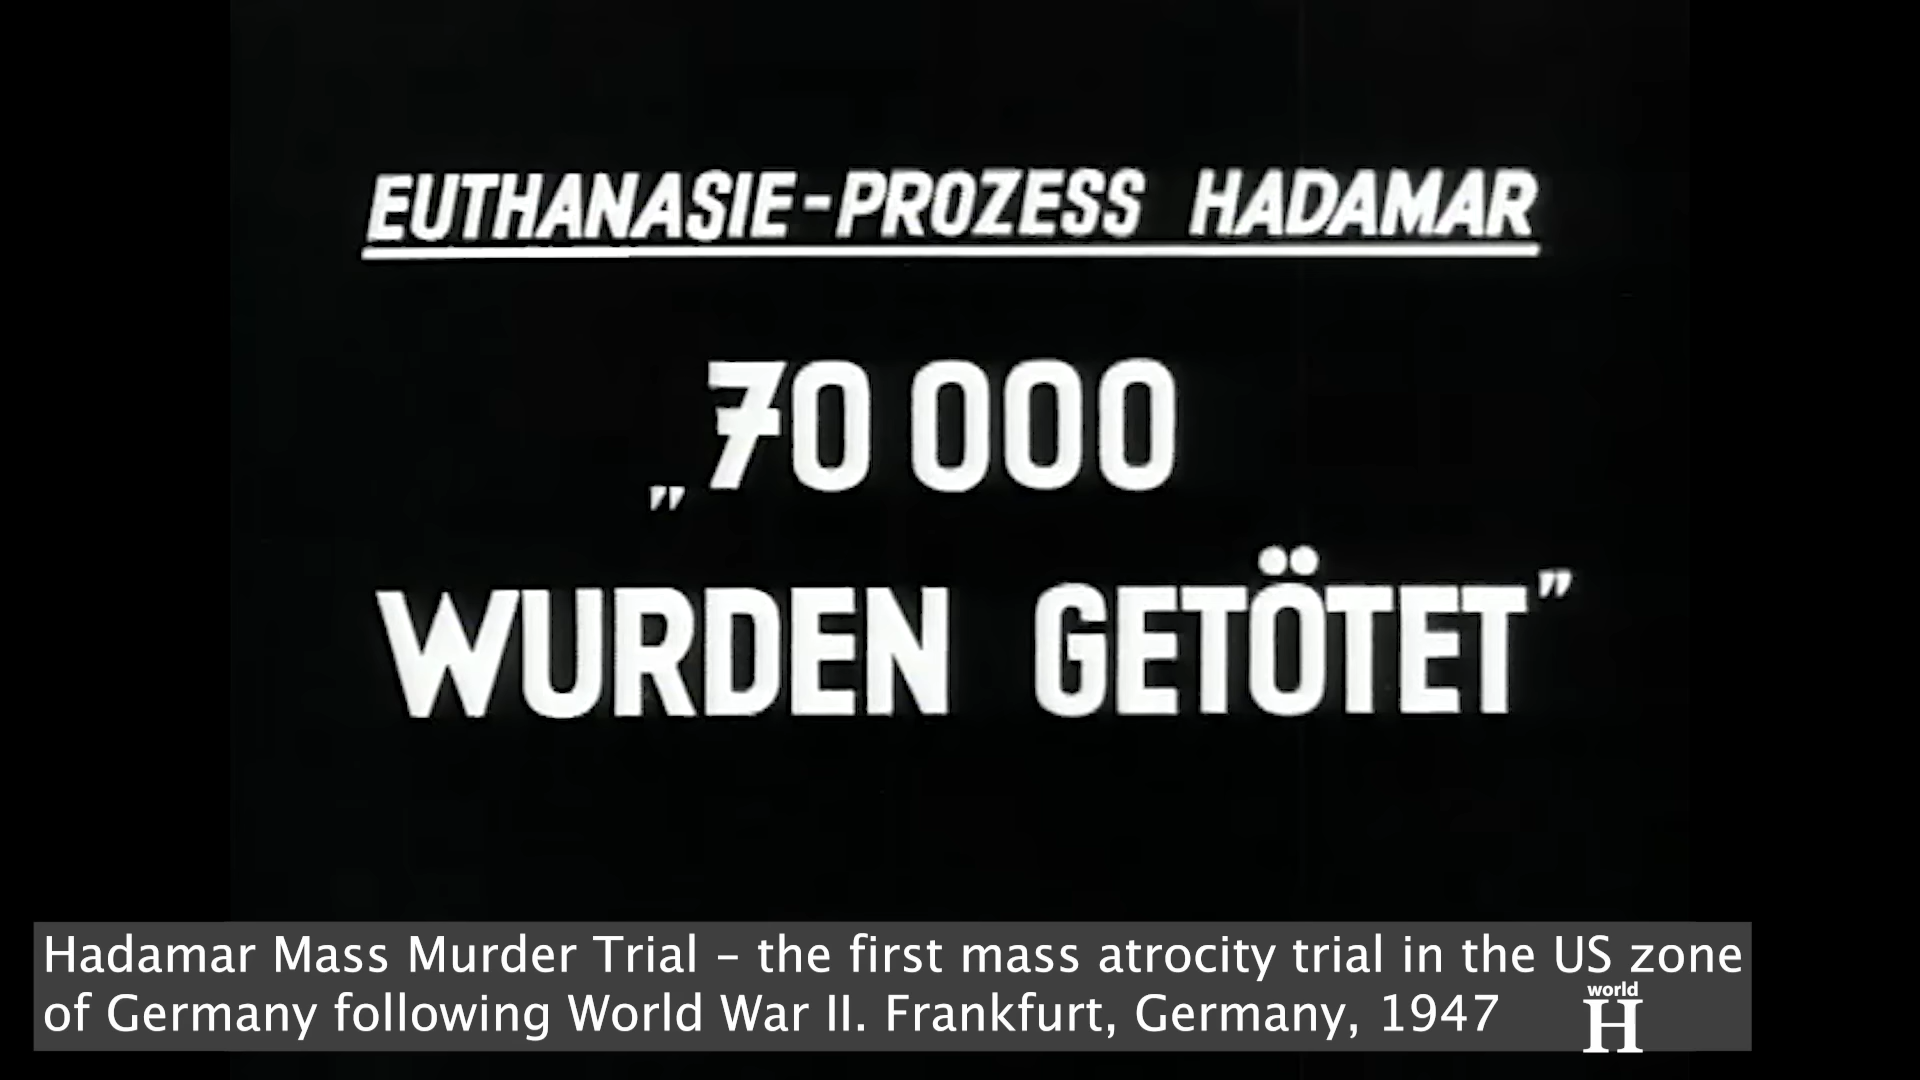 EUTHANASIE-PROZESS HADAMAR
„70 000
WURDEN GETÖTET”
Hadamar Mass Murder Trial – the first mass atrocity trial in the US zone
of Germany following World War II. Frankfurt, Germany, 1947
world
H